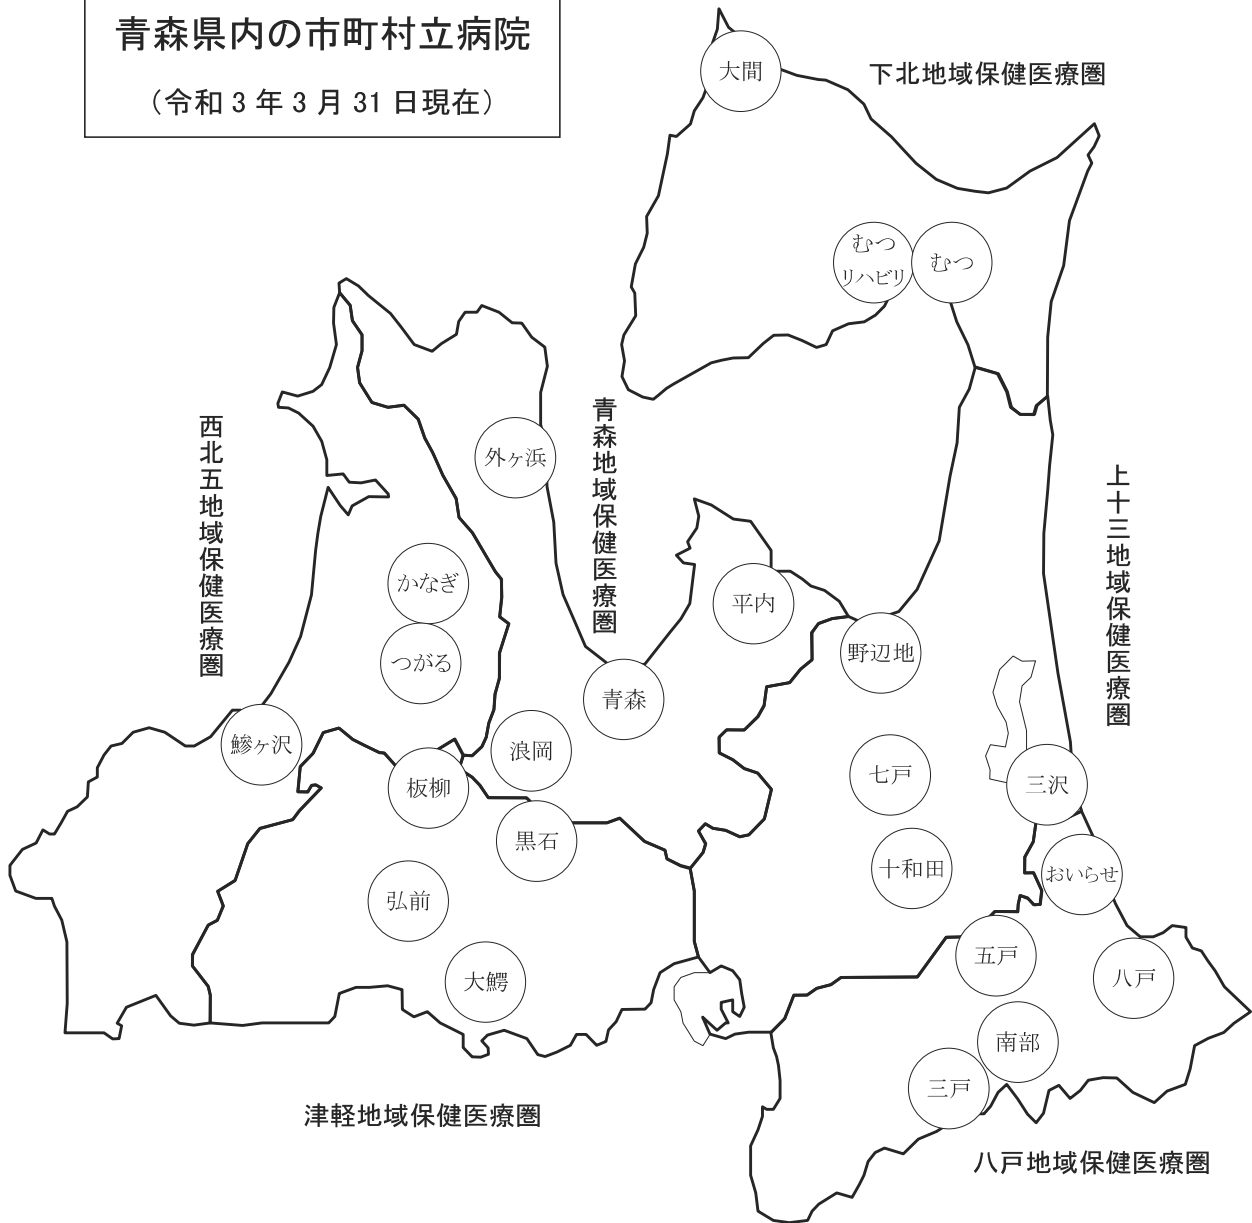 青森県内の市町村立病院
（令和３年３月31日現在）
大間
下北地域保健医療圏
むつ
リハビリ
むつ
外ヶ浜
青森地域保健医療圏
西北五地域保健医療圏
上十三地域保健医療圏
かなぎ
つがる
平内
野辺地
青森
鰺ヶ沢
浪岡
板柳
七戸
三沢
黒石
十和田
おいらせ
弘前
五戸
八戸
大鰐
南部
三戸
津軽地域保健医療圏
八戸地域保健医療圏